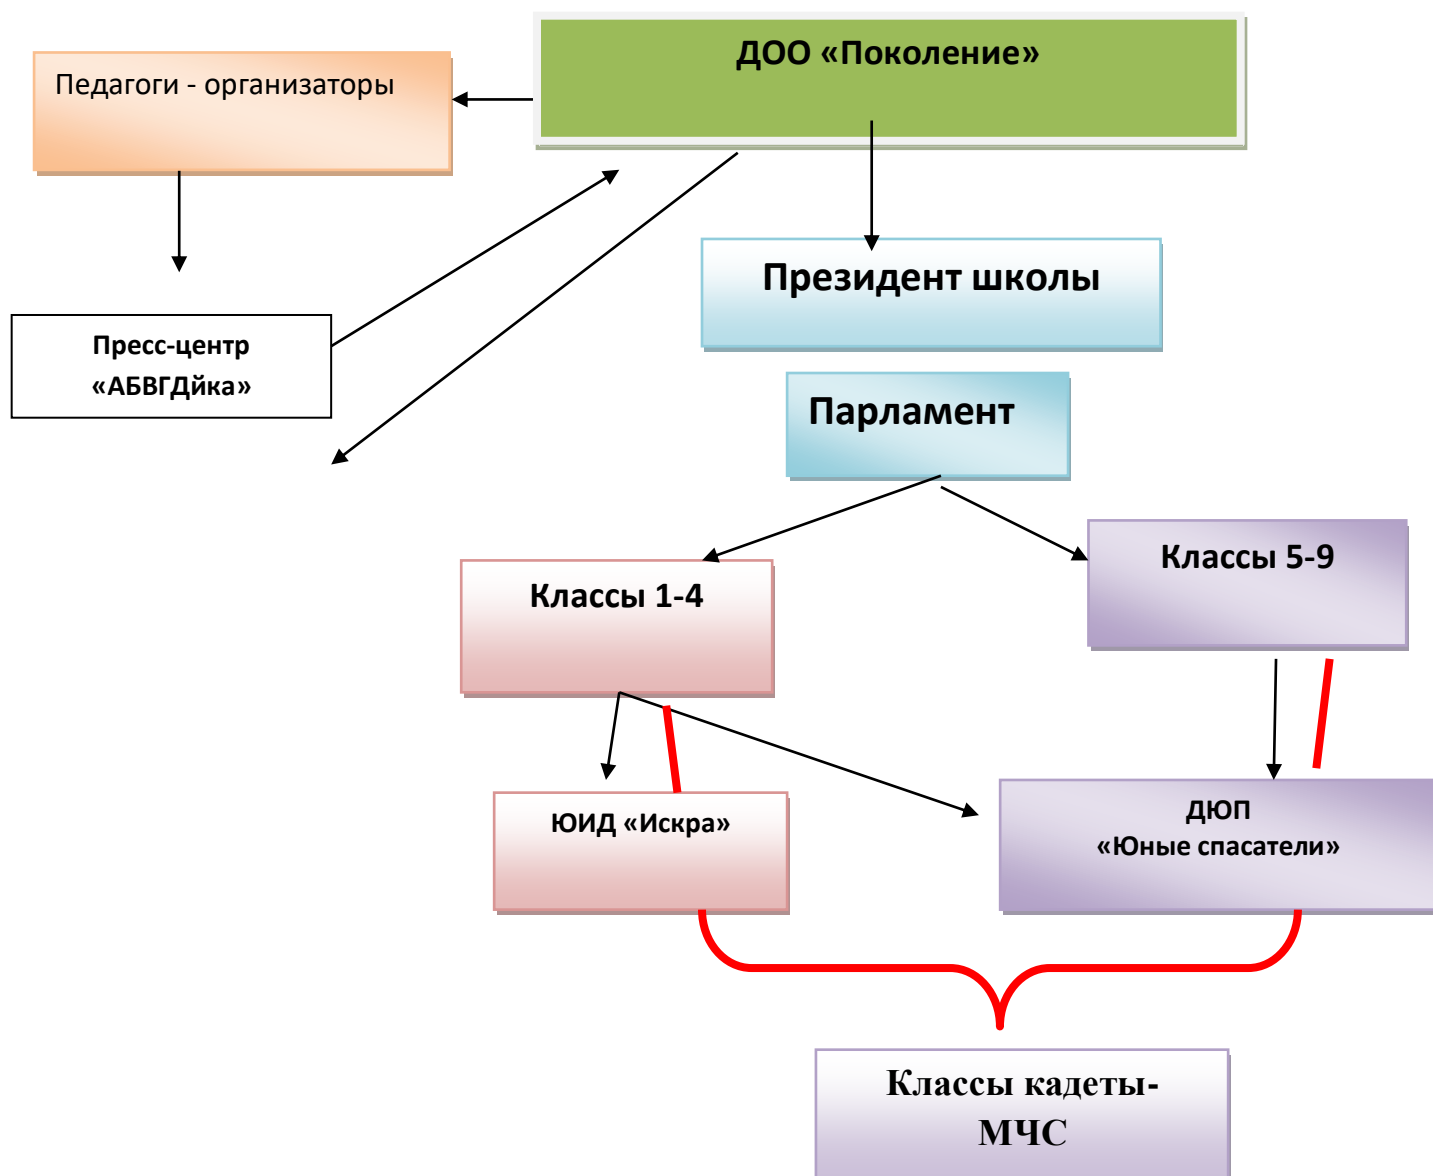 ДОО «Поколение»
Педагоги - организаторы
Президент школы
Пресс-центр
«АБВГДйка»
Парламент
Классы 5-9
Классы 1-4
ЮИД «Искра»
ДЮП
«Юные спасатели»
Классы кадеты-
МЧС